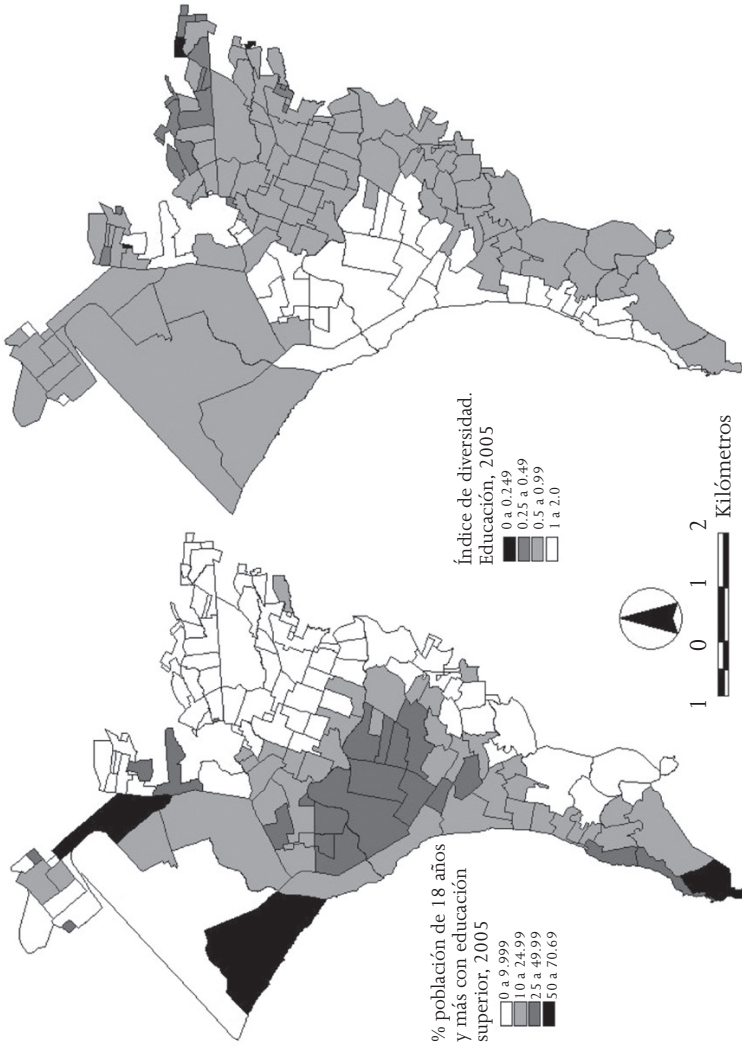 % población de 18 años
y más con educación
superior, 2005
0 a 9.999
10 a 24.99
25 a 49.99
50 a 70.69
Índice de diversidad.
Educación, 2005
0 a 0.249
0.25 a 0.49
0.5 a 0.99
1 a 2.0
1 0 1 2
Kilómetros